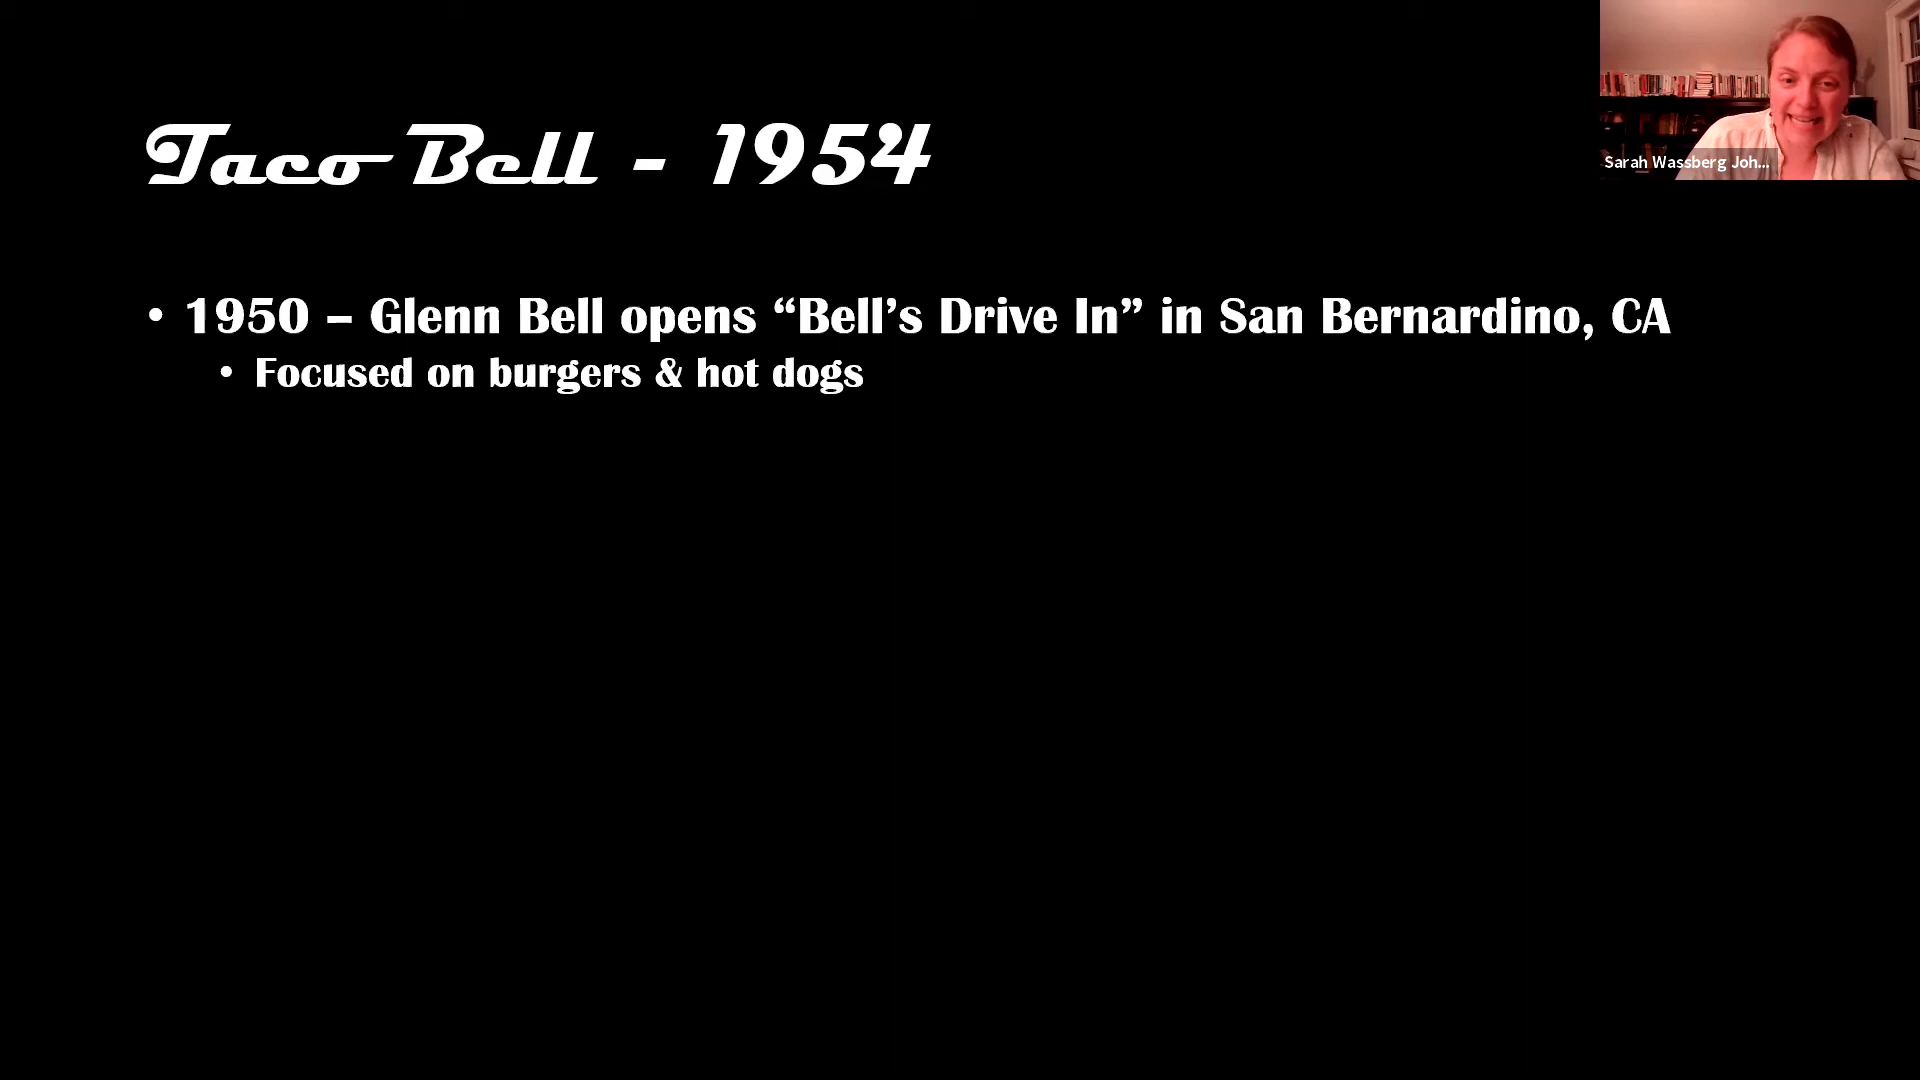 Taco Bell - 1954
Sarah Wassberg Joh...
• 1950 – Glenn Bell opens “Bell’s Drive In” in San Bernardino, CA
• Focused on burgers & hot dogs